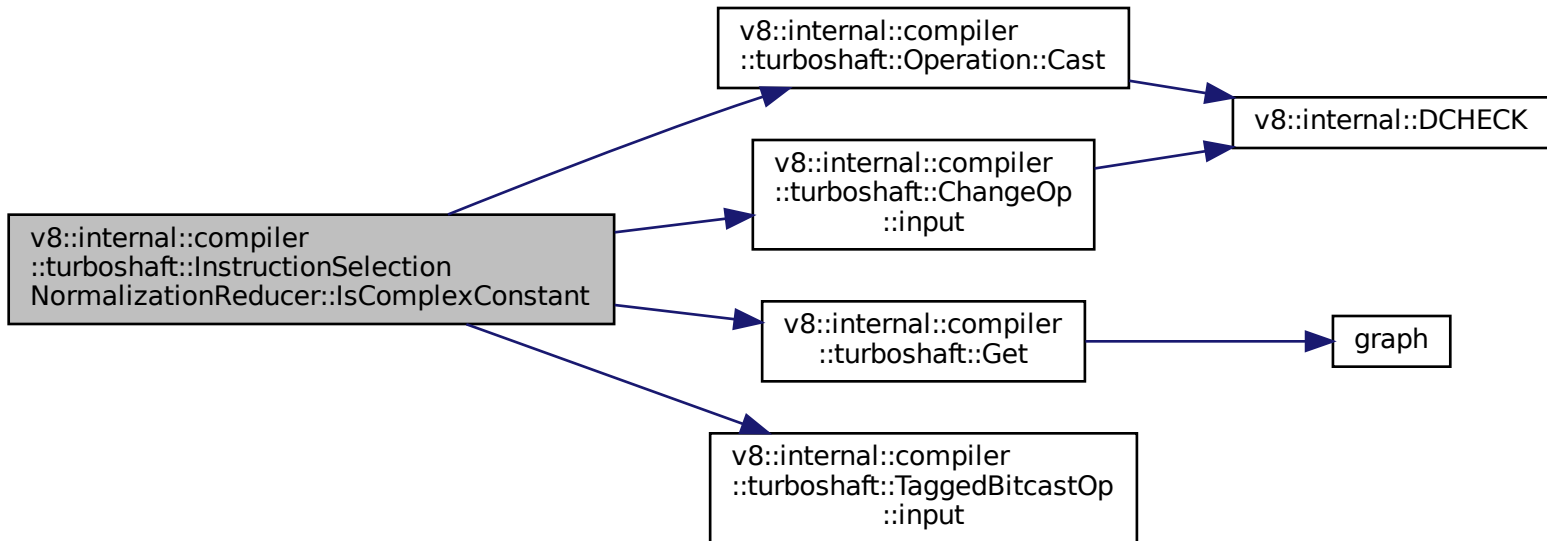 v8::internal::compiler
::turboshaft::InstructionSelection
NormalizationReducer::IsComplexConstant
v8::internal::compiler
::turboshaft::Operation::Cast
v8::internal::DCHECK
v8::internal::compiler
::turboshaft::ChangeOp
::input
v8::internal::compiler
::turboshaft::Get
graph
v8::internal::compiler
::turboshaft::TaggedBitcastOp
::input